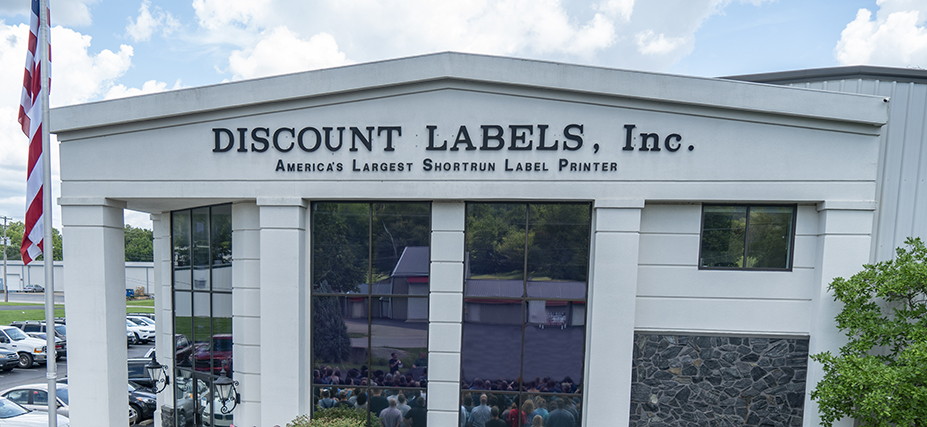 DISCOUNT LABELS, Inc.
AMERICA'S LARGEST SHORTRUN LABEL PRINTER